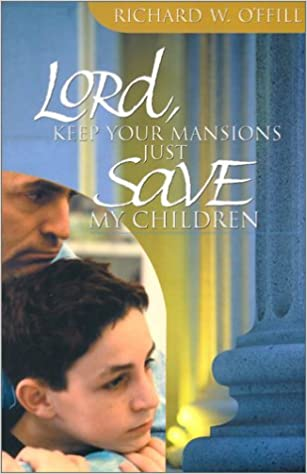 RICHARD W. O'FFILL
LORD,
KEEP YOUR MANSIONS
JUST
SAVE
MY CHILDREN